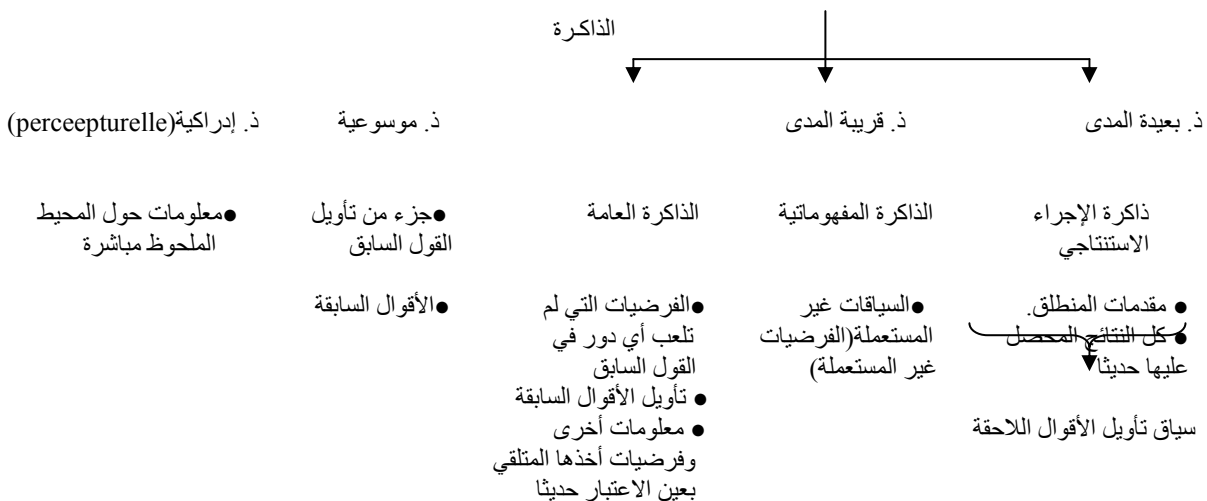 الذاكـرة
ذ. بعيدة المدى
ذ. قريبة المدى
ذ. موسوعية
ذ. إدراكية(perceepturelle)
ذاكرة الإجراء
الاستنتاجي
الذاكرة المفهوماتية
الذاكرة العامة
●جزء من تأويل
القول السابق
●معلومات حول المحيط
الملحوظ مباشرة
● مقدمات المنطلق.
● كل النتائج المحصل
عليها حديثا
●السياقات غير
المستعملة(الفرضيات
غير المستعملة)
●الفرضيات التي لم
تلعب أي دور في
القول السابق
● تأويل الأقوال السابقة
● معلومات أخرى
وفرضيات أخذها المتلقي
بعين الاعتبار حديثا
●الأقوال السابقة
سياق تأويل الأقوال اللاحقة